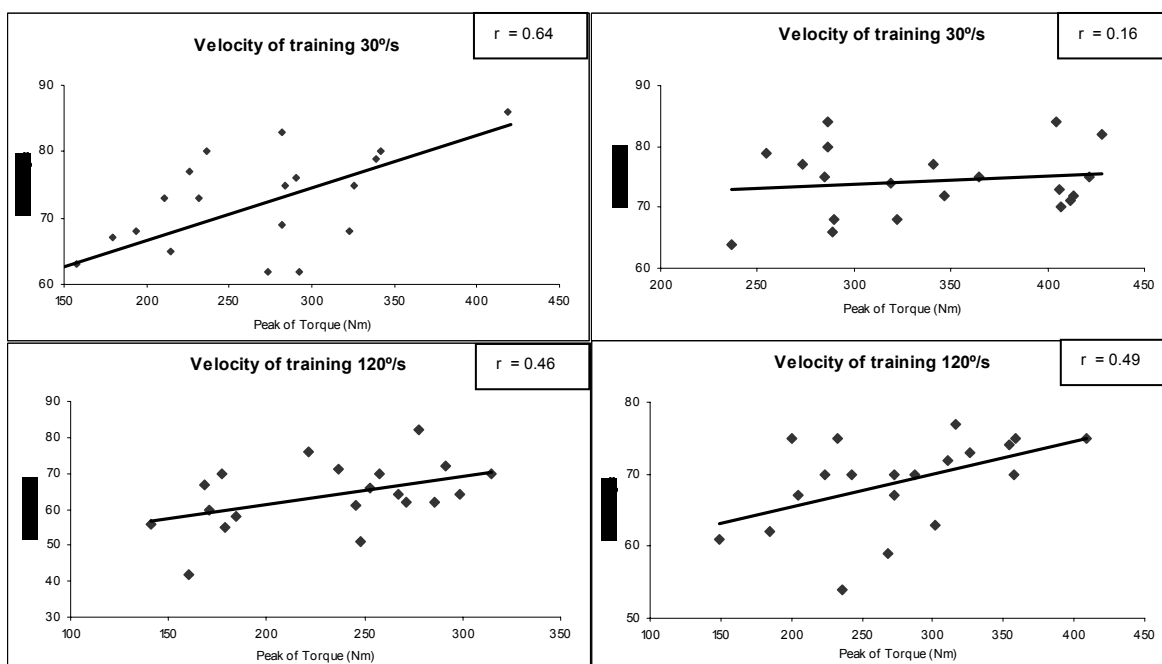 Velocity of training 30º/s
r = 0.64
90
80
70
60
150 200 250 300 350 400 450
Peak of Torque (Nm)
Velocity of training 30º/s
r = 0.16
90
80
70
60
200 250 300 350 400 450
Peak of Torque (Nm)
Velocity of training 120º/s
r = 0.46
90
80
70
60
50
40
30
100 150 200 250 300 350
Peak of Torque (Nm)
Velocity of training 120º/s
r = 0.49
80
70
60
50
100 150 200 250 300 350 400 450
Peak of Torque (Nm)